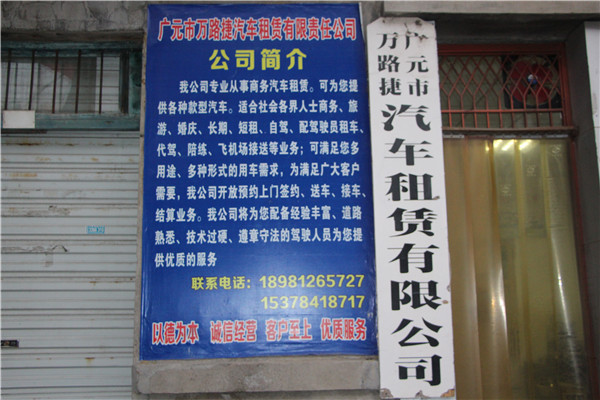 广元市万路捷汽车租赁有限责任公司
公司简介
我公司专业从事商务汽车租赁。可为您提
供各种款型汽车。适合社会各界人士商务、旅
游、婚庆、长期、短租、自驾、配驾驶员租车、
代驾、陪练、飞机场接送等业务；可满足您多
用途、多种形式的用车需求，为满足广大客户
需要，我公司开放预约上门签约、送车、接车、
结算业务。我公司将为您配备经验丰富、道路
熟悉、技术过硬、遵章守法的驾驶人员为您提
供优质的服务
联系电话：18981265727
15378418717
以德为本 诚信经营 客户至上 优质服务
广元市
万路捷
汽车租赁有限公司